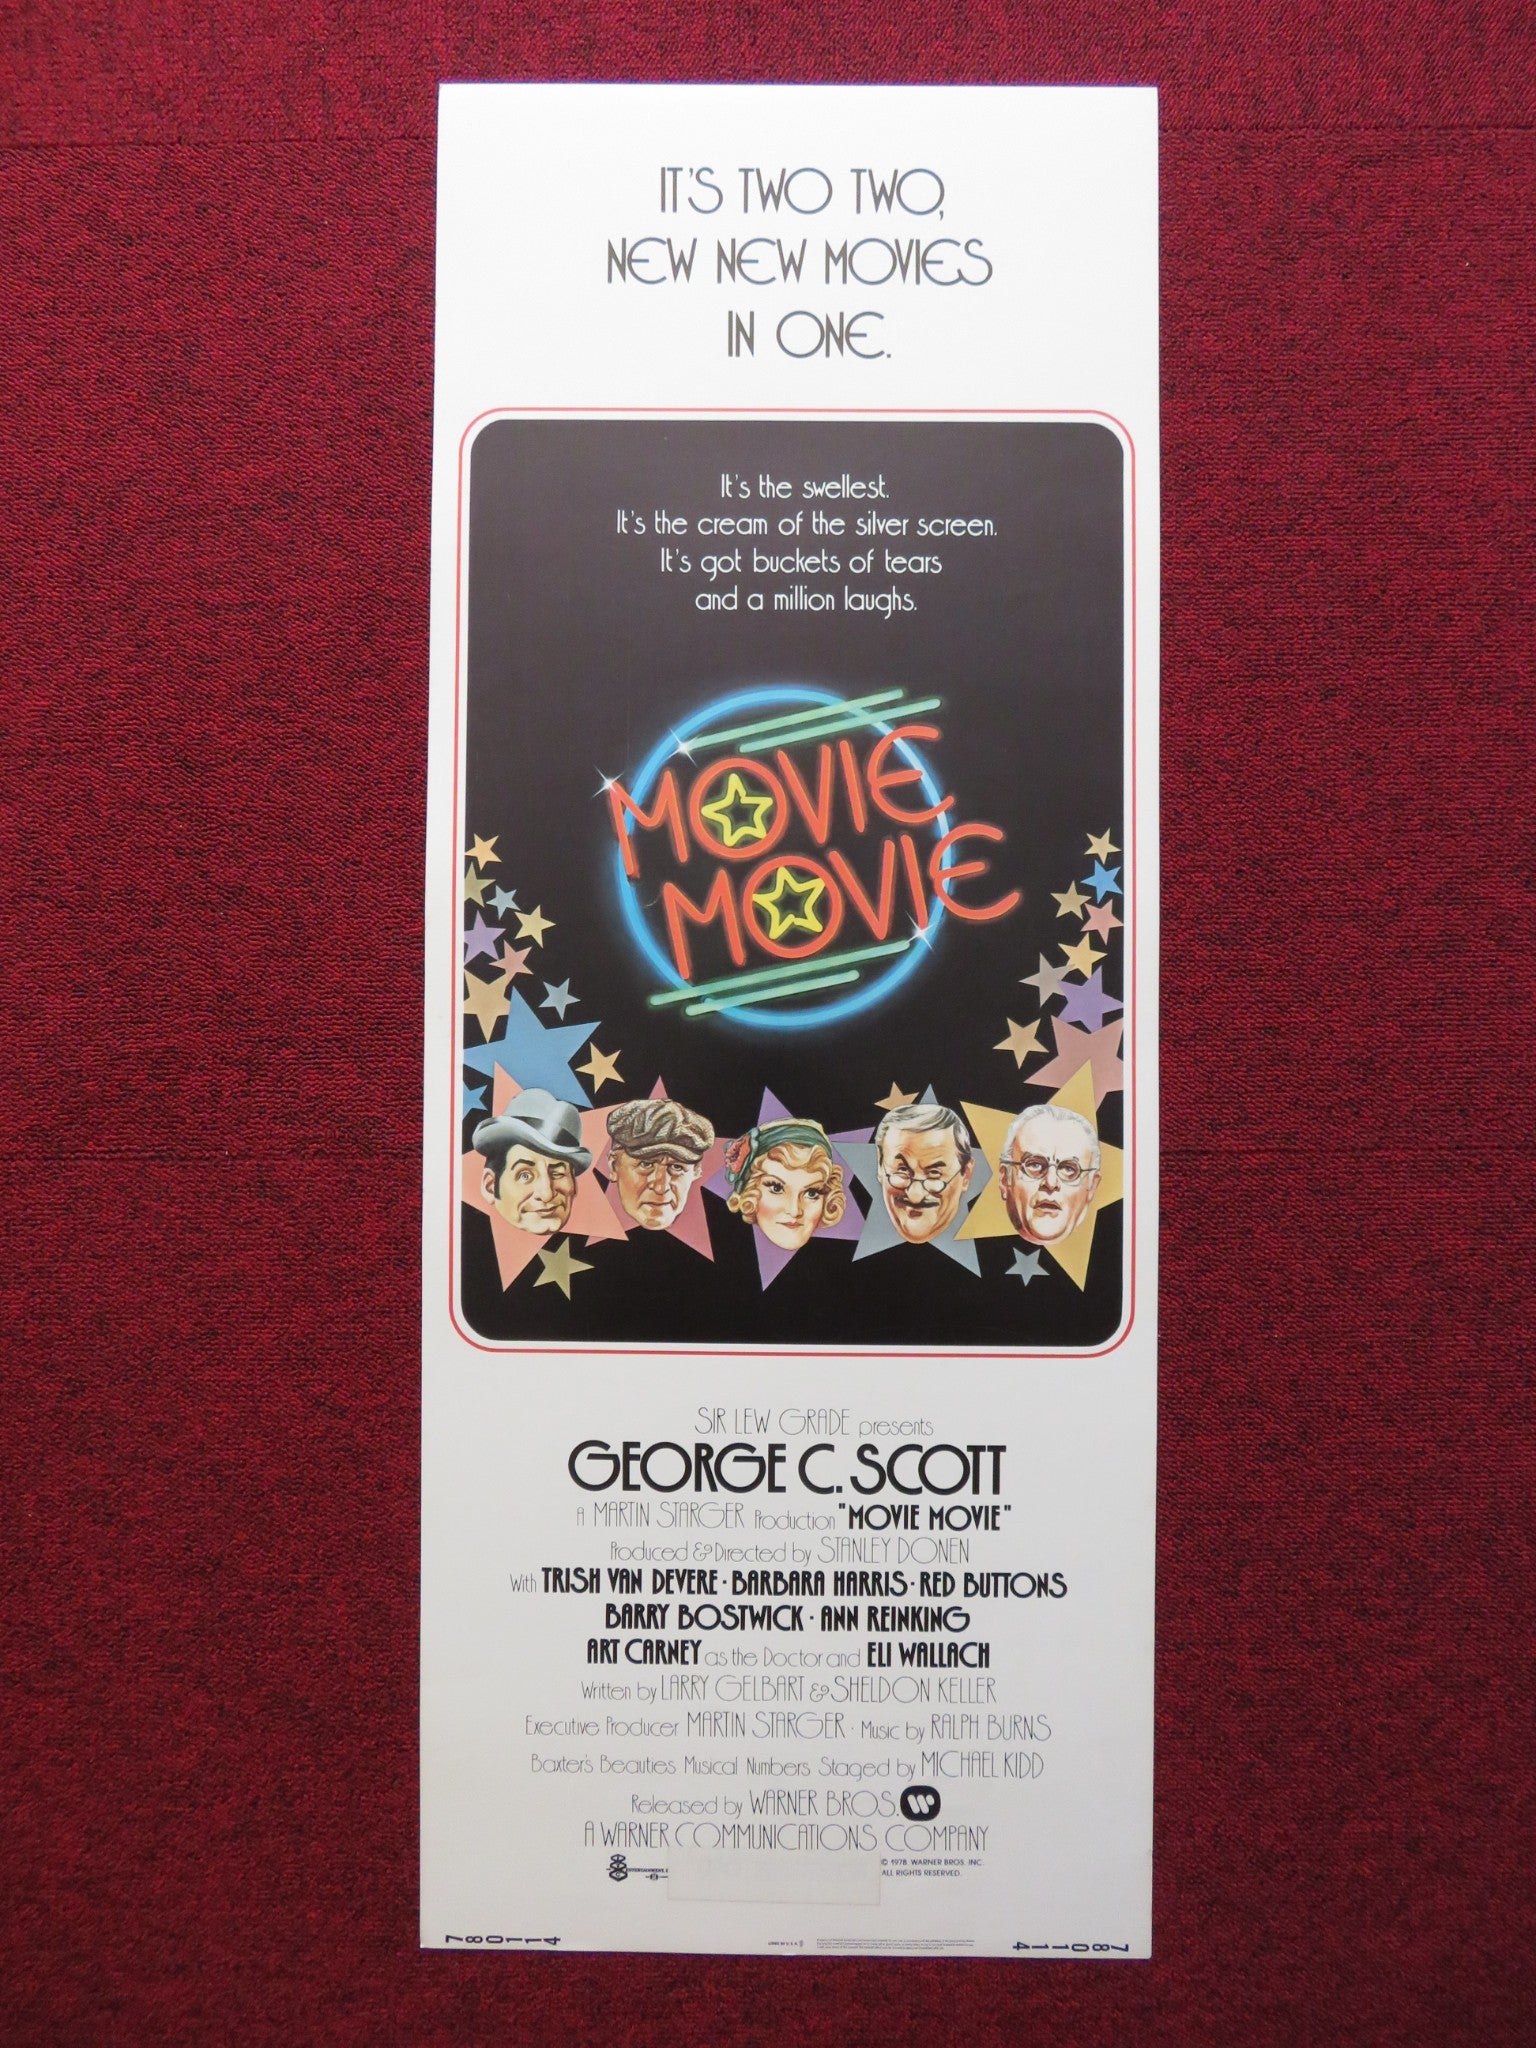 IT'S TWO TWO,
NEW NEW MOVIES
IN ONE.
It's the swellest.
It's the cream of the silver screen.
It's got buckets of tears
and a million laughs.
MOVIE
MOVIE
SIR LEW GRADE presents
GEORGE C. SCOTT
A MARTIN STARGER Production "MOVIE MOVIE"
Produced & Directed by STANLEY DONEN
With TRISH VAN DEVERE · BARBARA HARRIS · RED BUTTONS
BARRY BOSTWICK · ANN REINKING
ART CARNEY as the Doctor and ELI WALLACH
Written by LARRY GELBART & SHELDON KELLER
Executive Producer MARTIN STARGER · Music by RALPH BURNS
Baxter's Beauties Musical Numbers Staged by MICHAEL KIDD
Released by WARNER BROS.
A WARNER COMMUNICATIONS COMPANY
© 1978 WARNER BROS. INC.
ALL RIGHTS RESERVED.
780114
780114